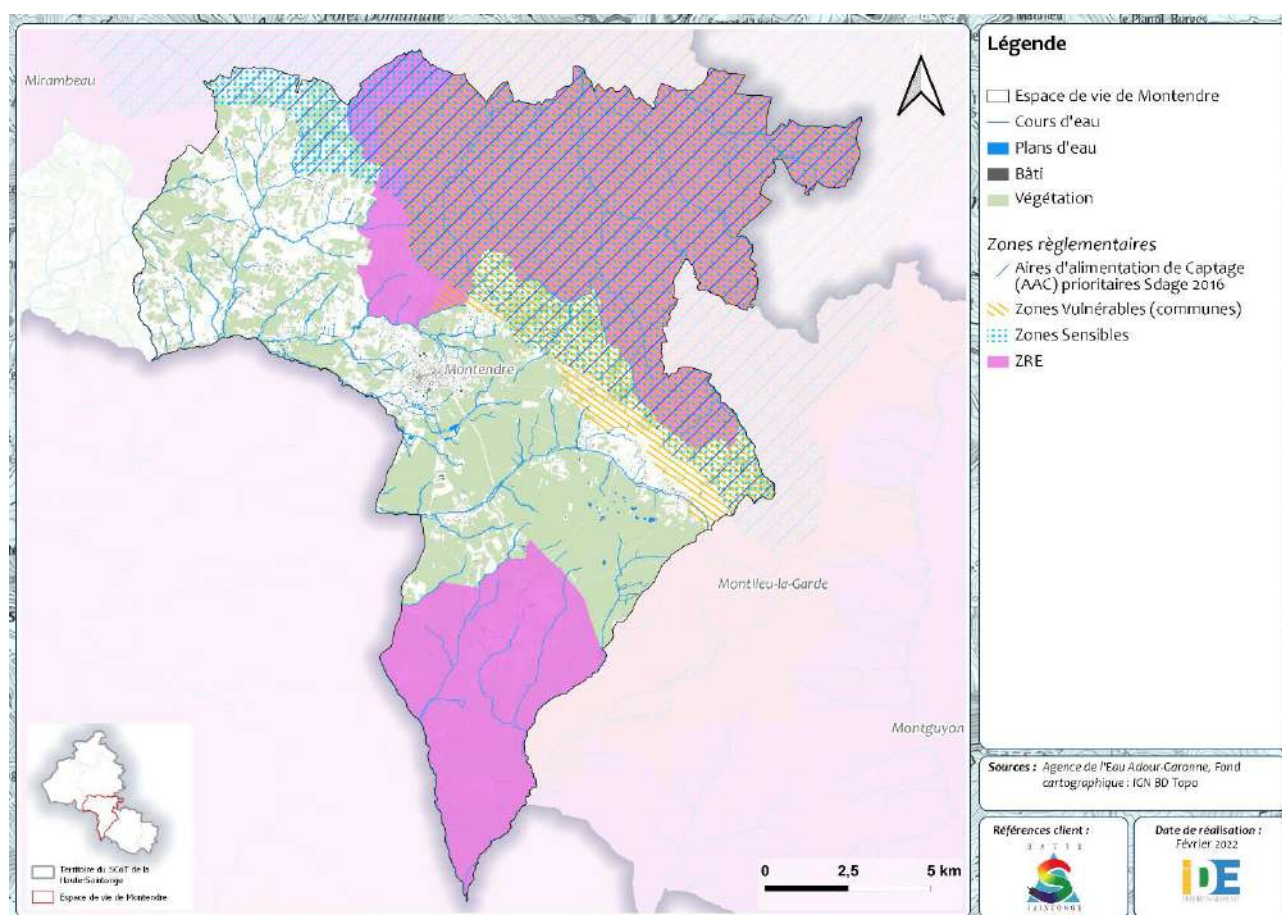 Mirambeau
Montendre
Montlieu-la-Garde
Montguyon
Territoire du SCoT de la
Haute-Saintonge
Espace de vie de Montendre
0 2,5 5 km
Légende
Espace de vie de Montendre
Cours d'eau
Plans d'eau
Bâti
Végétation
Zones règlementaires
Aires d'alimentation de Captage
(AAC) prioritaires Sdage 2016
Zones Vulnérables (communes)
Zones Sensibles
ZRE
Sources : Agence de l'Eau Adour-Garonne, Fond
cartographique : IGN BD Topo
Références client :
HAUTE
SAINTONGE
Date de réalisation :
Février 2022
iDE